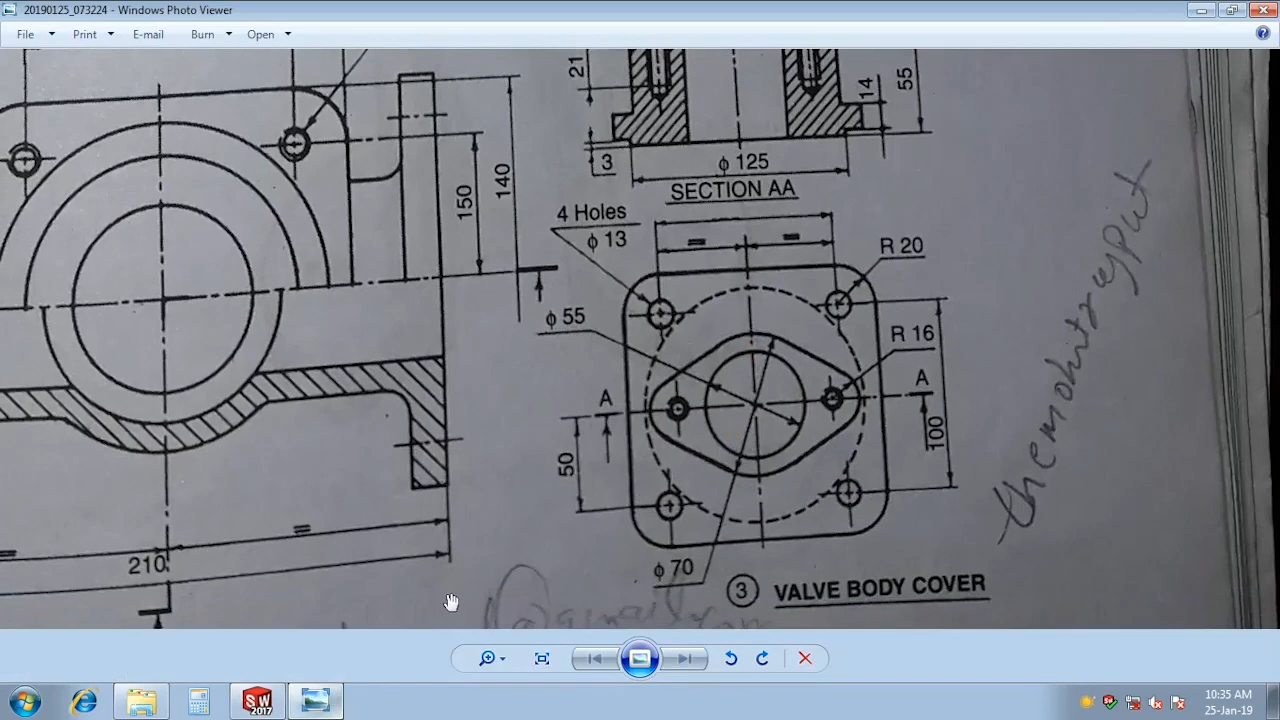 20190125_073224 - Windows Photo Viewer
File Print E-mail Burn Open
21
14
55
3
ϕ 125
SECTION AA
150
140
4 Holes
ϕ 13
R 20
ϕ 55
R 16
A
A
50
100
ϕ 70
210
3 VALVE BODY COVER
SW
2017
10:35 AM
25-Jan-19